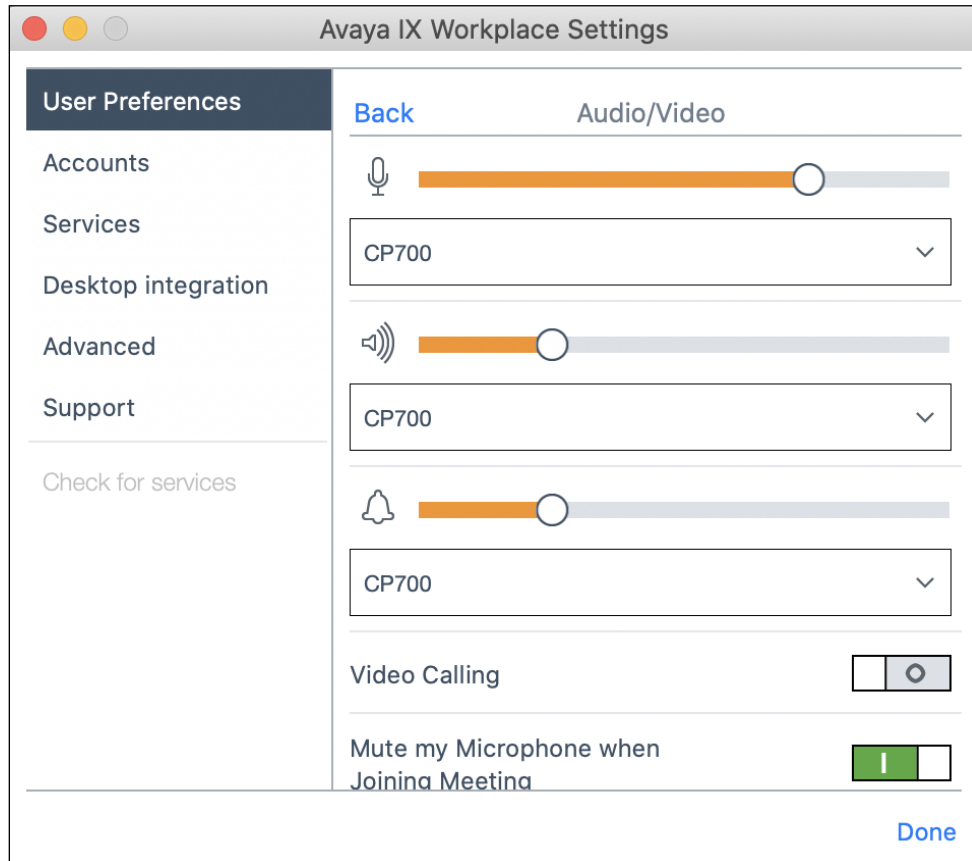 Avaya IX Workplace Settings
User Preferences
Accounts
Services
Desktop integration
Advanced
Support
Check for services
Back
Audio/Video
CP700
CP700
CP700
Video Calling
Mute my Microphone when
Joining Meeting
Done